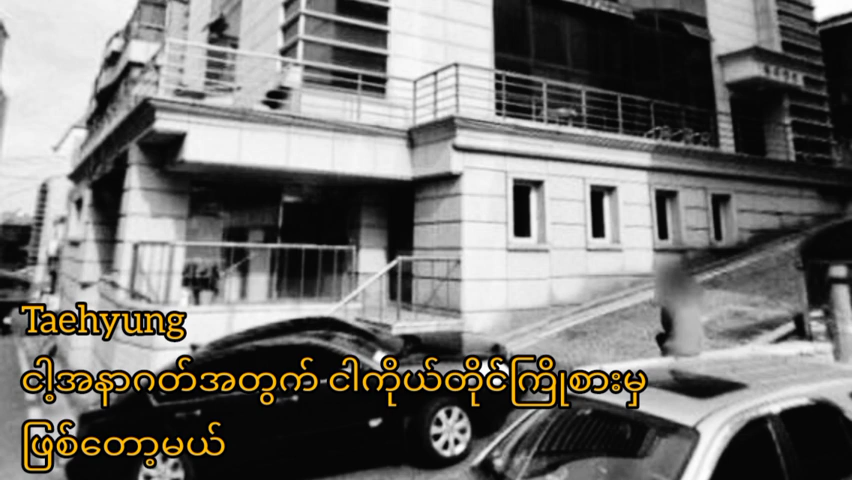 Taehyung
ငါ့အနာဂတ်အတွက် ငါကိုယ်တိုင်ကြိုစားမှ
ဖြစ်တော့မယ်